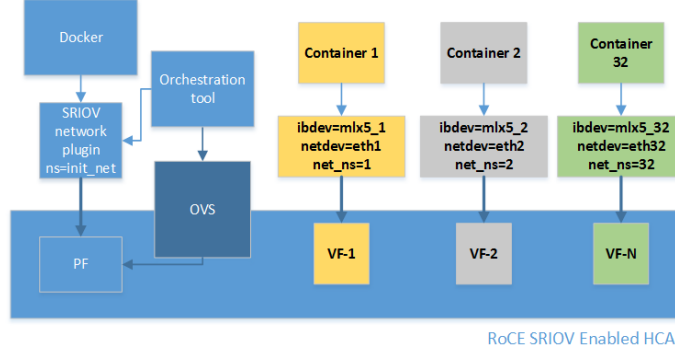 Docker
Orchestration
tool
SRIOV
network
plugin
ns=init_net
OVS
PF
Container 1
ibdev=mlx5_1
netdev=eth1
net_ns=1
VF-1
Container 2
ibdev=mlx5_2
netdev=eth2
net_ns=2
VF-2
Container
32
ibdev=mlx5_32
netdev=eth32
net_ns=32
VF-N
RoCE SRIOV Enabled HCA